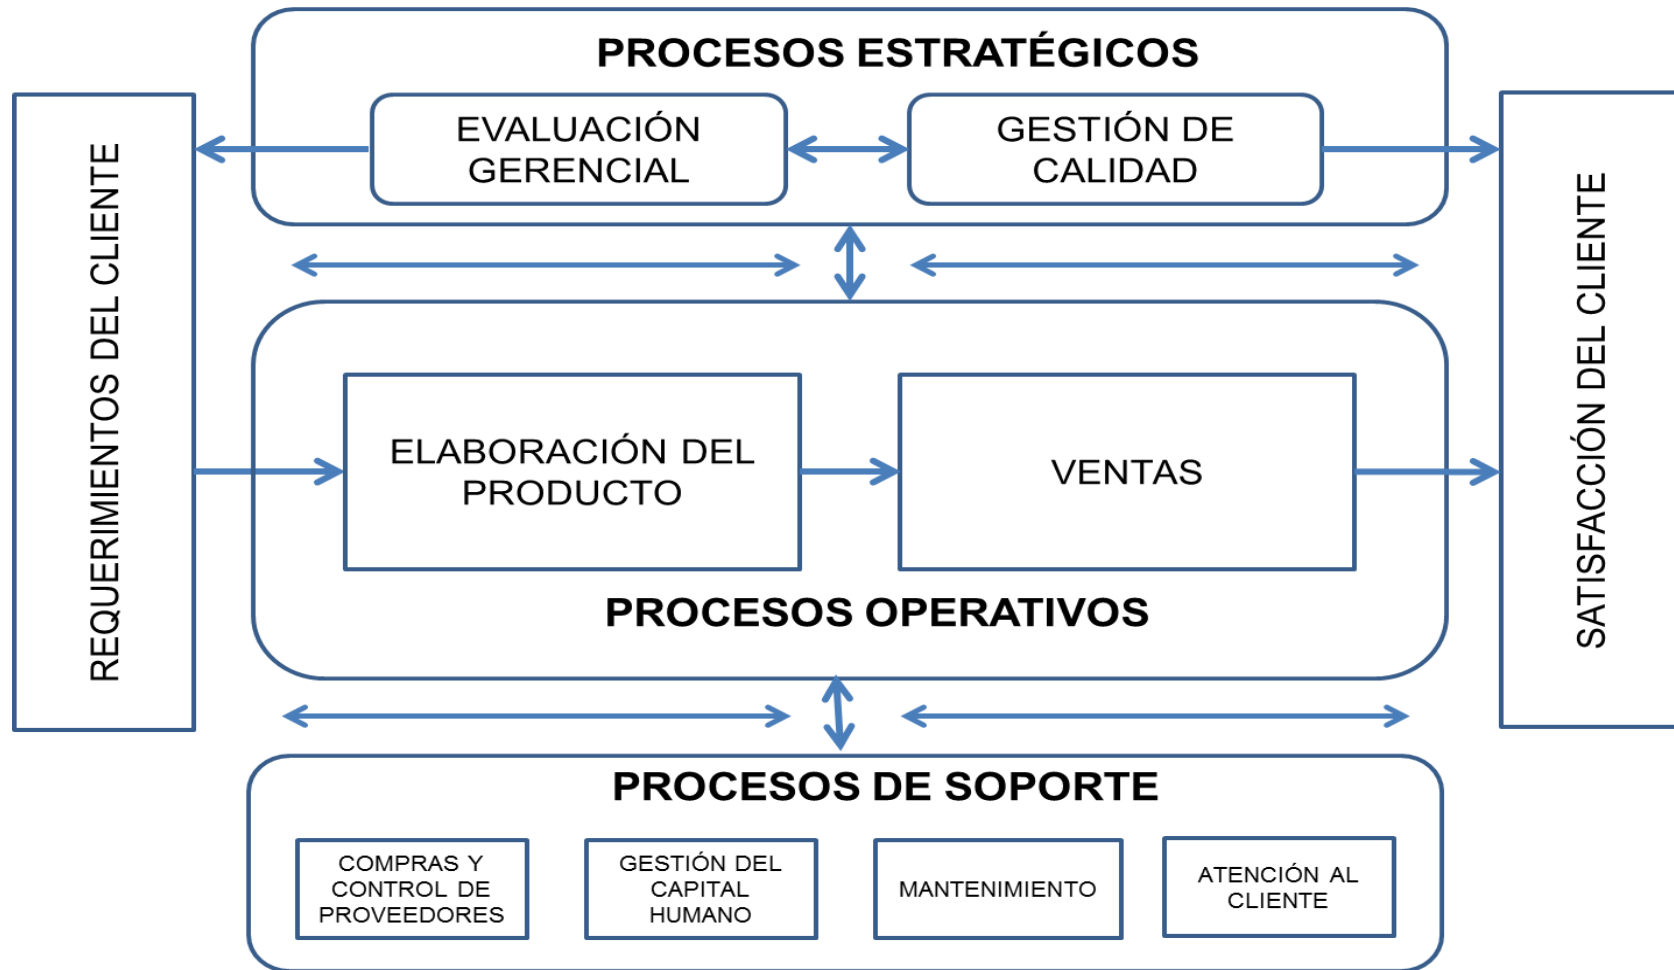 PROCESOS ESTRATÉGICOS
EVALUACIÓN
GERENCIAL
GESTIÓN DE
CALIDAD
REQUERIMIENTOS DEL CLIENTE
SATISFACCIÓN DEL CLIENTE
ELABORACIÓN DEL
PRODUCTO
VENTAS
PROCESOS OPERATIVOS
PROCESOS DE SOPORTE
COMPRAS Y
CONTROL DE
PROVEEDORES
GESTIÓN DEL
CAPITAL
HUMANO
MANTENIMIENTO
ATENCIÓN AL
CLIENTE